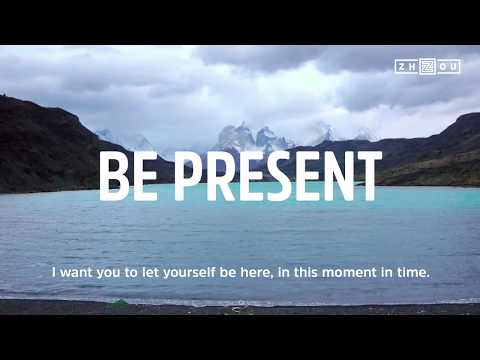 ZHZOU
BE PRESENT
I want you to let yourself be here, in this moment in time.